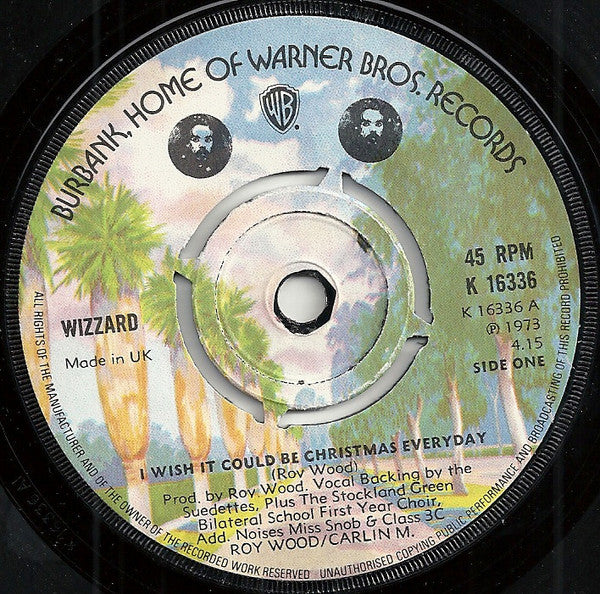 BURBANK, HOME OF WARNER BROS. RECORDS
WB
45 RPM
K 16336
K 16336 A
Ⓟ 1973
4.15
SIDE ONE
WIZZARD
Made in UK
I WISH IT COULD BE CHRISTMAS EVERYDAY
(Roy Wood)
Prod. by Roy Wood. Vocal Backing by the
Suedettes, Plus The Stockland Green
Bilateral School First Year Choir,
Add. Noises Miss Snob & Class 3C
ROY WOOD/CARLIN M.
ALL RIGHTS OF THE MANUFACTURER AND OF THE OWNER OF THE RECORDED WORK RESERVED UNAUTHORISED COPYING PUBLIC PERFORMANCE AND BROADCASTING OF THIS RECORD PROHIBITED